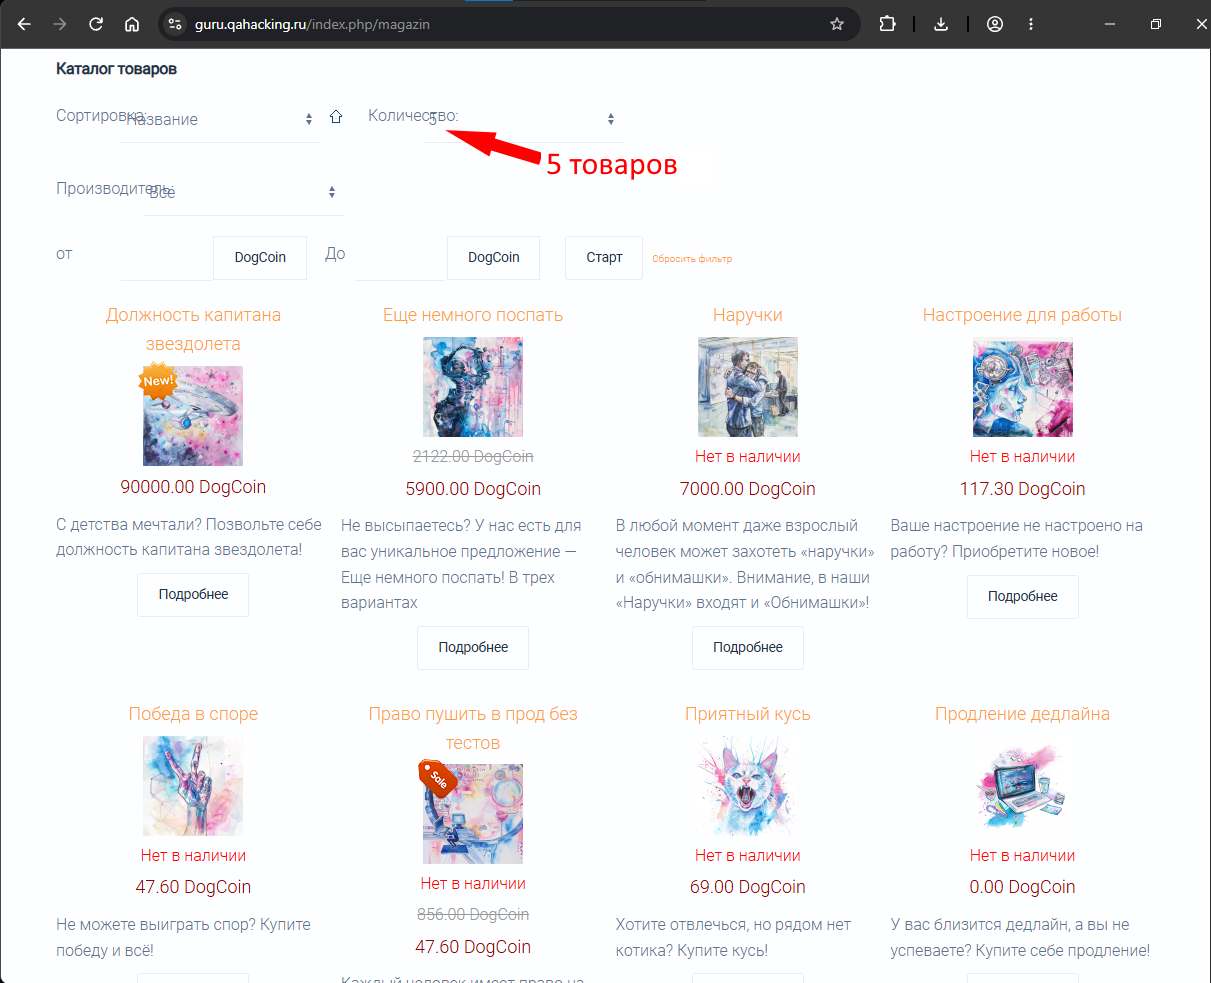 guru.qahacking.ru/index.php/magazin
Каталог товаров
Сортировка: Название Количество: 5
5 товаров
Производитель: Все
от DogCoin До DogCoin Старт Сбросить фильтр
Должность капитана
звездолета
New!
90000.00 DogCoin
С детства мечтали? Позвольте себе
должность капитана звездолета!
Подробнее
Еще немного поспать
2122.00 DogCoin
5900.00 DogCoin
Не высыпаетесь? У нас есть для
вас уникальное предложение —
Еще немного поспать! В трех
вариантах
Подробнее
Наручки
Нет в наличии
7000.00 DogCoin
В любой момент даже взрослый
человек может захотеть «наручки»
и «обнимашки». Внимание, в наши
«Наручки» входят и «Обнимашки»!
Подробнее
Настроение для работы
Нет в наличии
117.30 DogCoin
Ваше настроение не настроено на
работу? Приобретите новое!
Подробнее
Победа в споре
Нет в наличии
47.60 DogCoin
Не можете выиграть спор? Купите
победу и всё!
Право пушить в прод без
тестов
Sale
Нет в наличии
856.00 DogCoin
47.60 DogCoin
Каждый человек имеет право на
Приятный кусь
Нет в наличии
69.00 DogCoin
Хотите отвлечься, но рядом нет
котика? Купите кусь!
Продление дедлайна
Нет в наличии
0.00 DogCoin
У вас близится дедлайн, а вы не
успеваете? Купите себе продление!